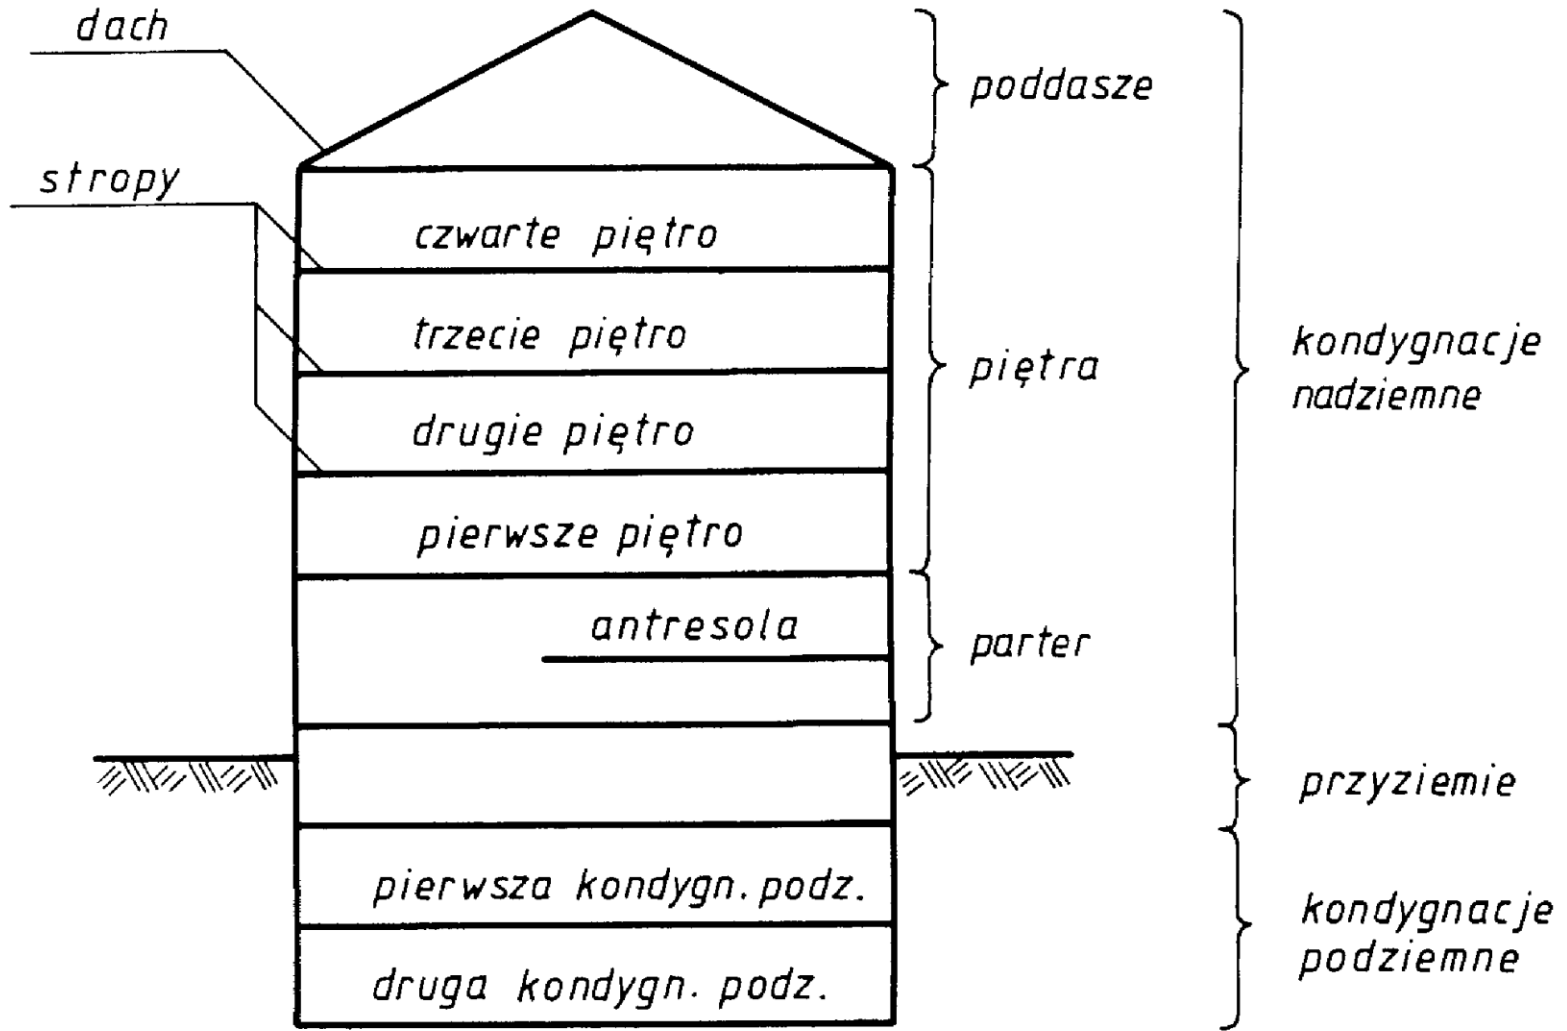 dach
poddasze
stropy
czwarte piętro
trzecie piętro
piętra
kondygnacje
nadziemne
drugie piętro
pierwsze piętro
antresola
parter
przyziemie
pierwsza kondygn. podz.
kondygnacje
podziemne
druga kondygn. podz.